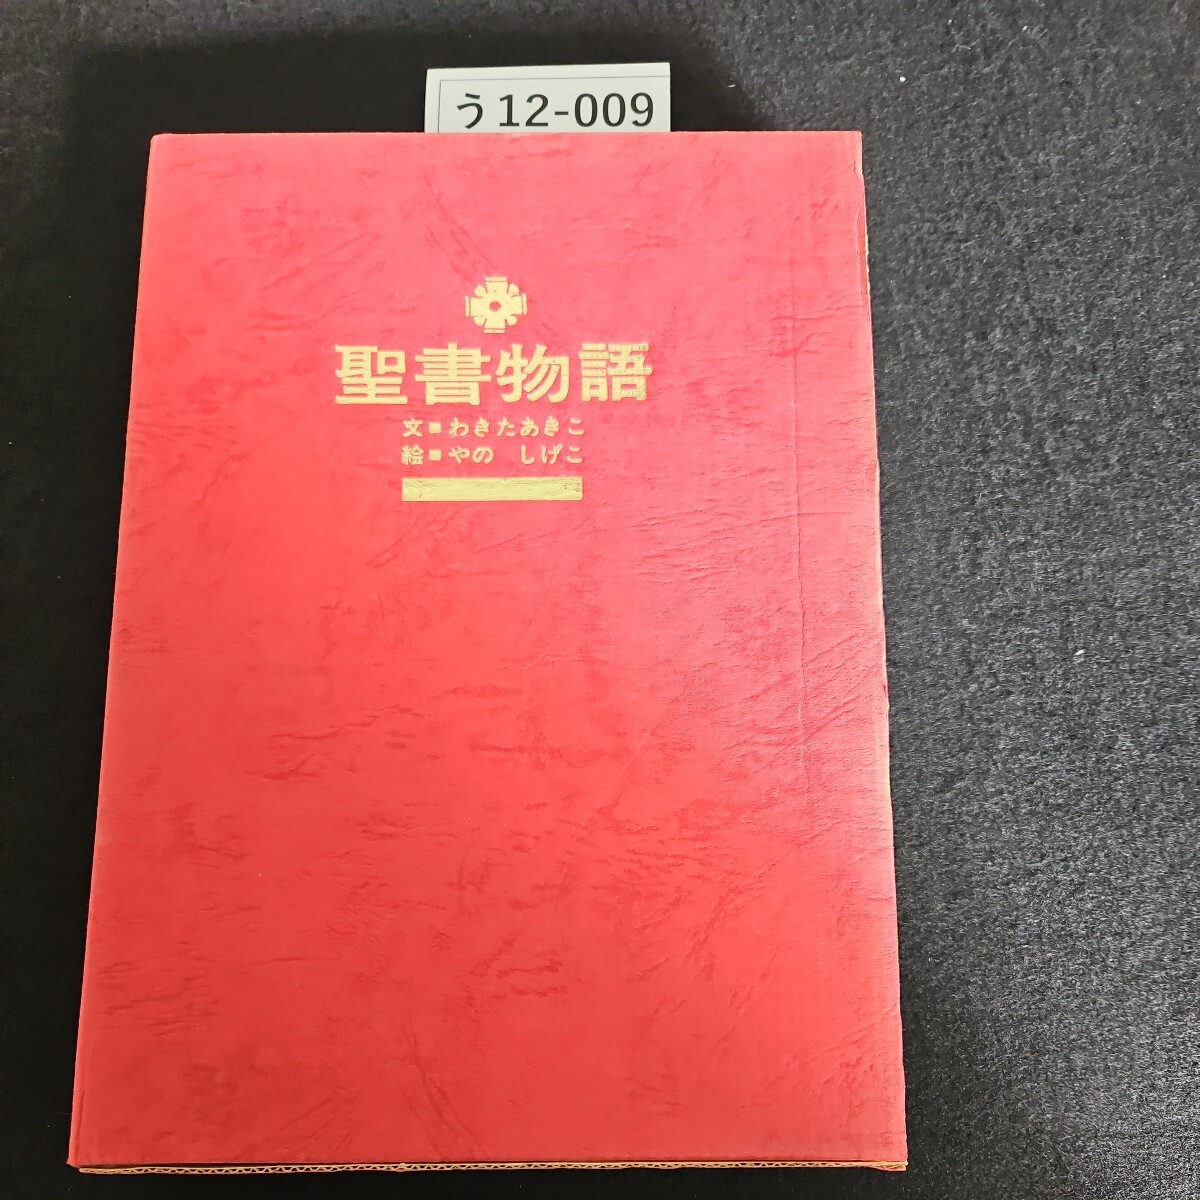 う12-009
聖書物語
文■わきたあきこ
絵■やの しげこ